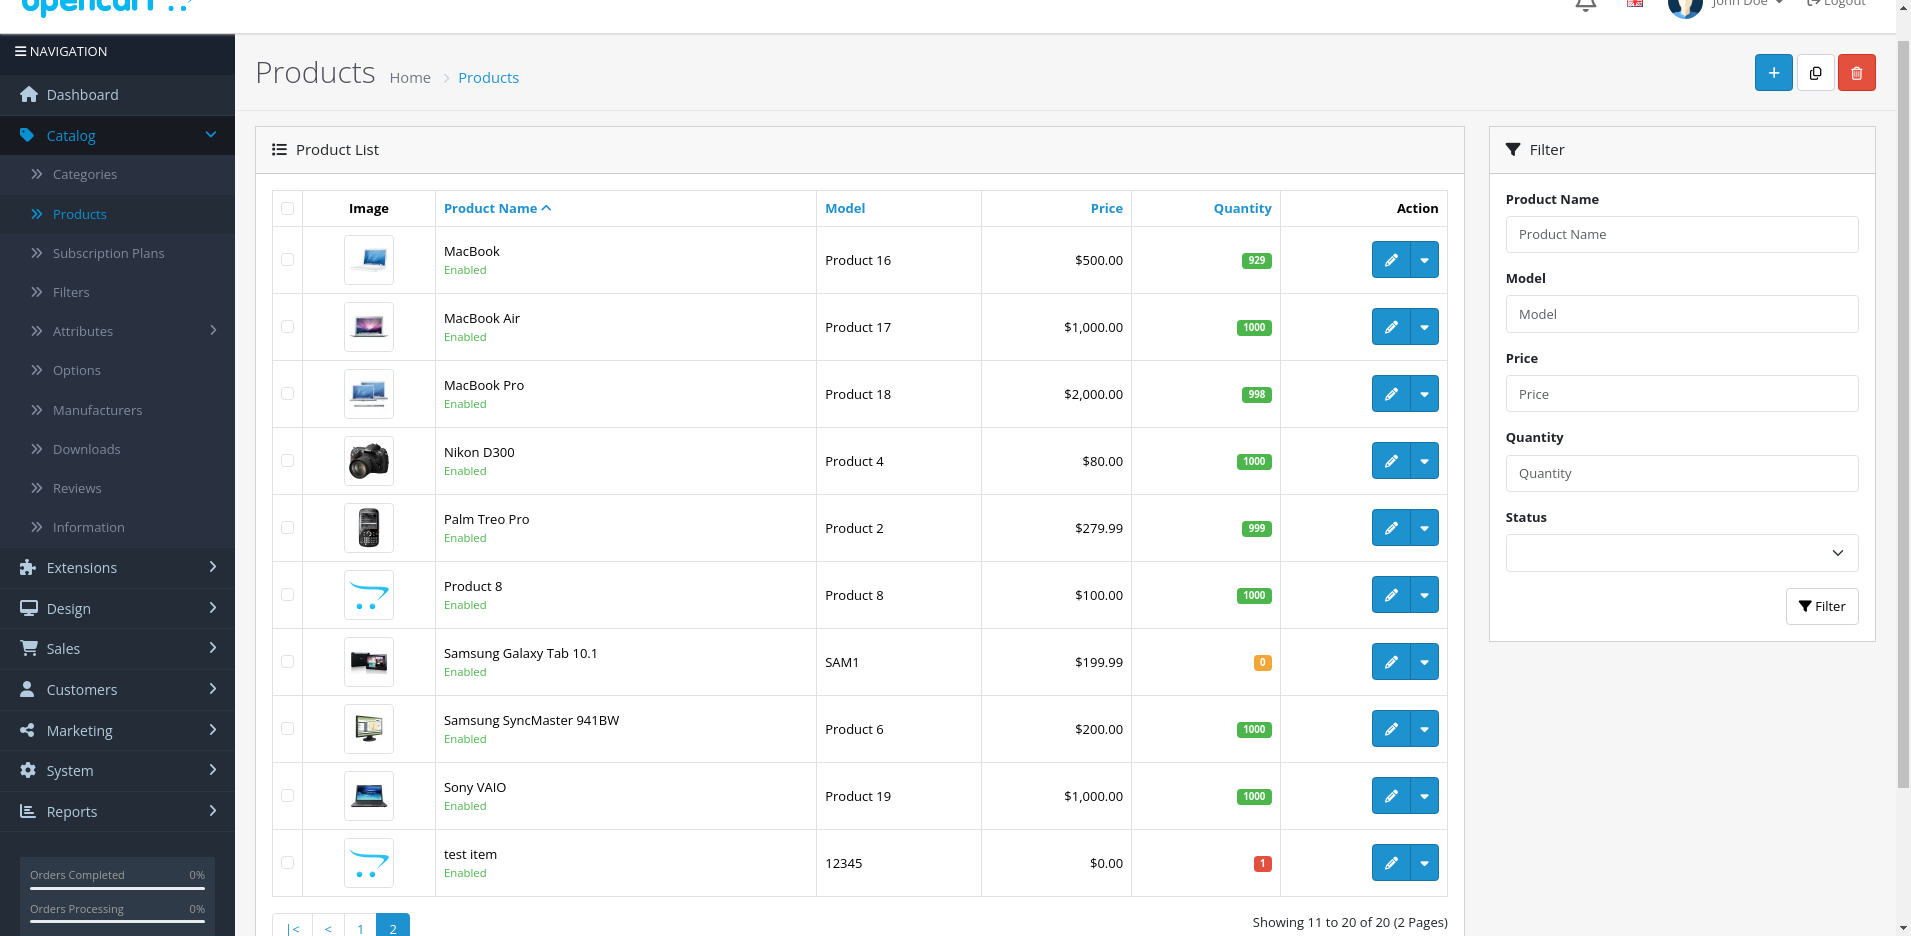 opencart
John Doe
Logout
NAVIGATION
Dashboard
Catalog
Categories
Products
Subscription Plans
Filters
Attributes
Options
Manufacturers
Downloads
Reviews
Information
Extensions
Design
Sales
Customers
Marketing
System
Reports
Orders Completed 0%
Orders Processing 0%
Products Home Products
Product List
Image Product Name Model Price Quantity Action
MacBook
Enabled
Product 16 $500.00 929
MacBook Air
Enabled
Product 17 $1,000.00 1000
MacBook Pro
Enabled
Product 18 $2,000.00 998
Nikon D300
Enabled
Product 4 $80.00 1000
Palm Treo Pro
Enabled
Product 2 $279.99 999
Product 8
Enabled
Product 8 $100.00 1000
Samsung Galaxy Tab 10.1
Enabled
SAM1 $199.99 0
Samsung SyncMaster 941BW
Enabled
Product 6 $200.00 1000
Sony VAIO
Enabled
Product 19 $1,000.00 1000
test item
Enabled
12345 $0.00 1
|< < 1 2
Showing 11 to 20 of 20 (2 Pages)
Filter
Product Name
Product Name
Model
Model
Price
Price
Quantity
Quantity
Status
Filter